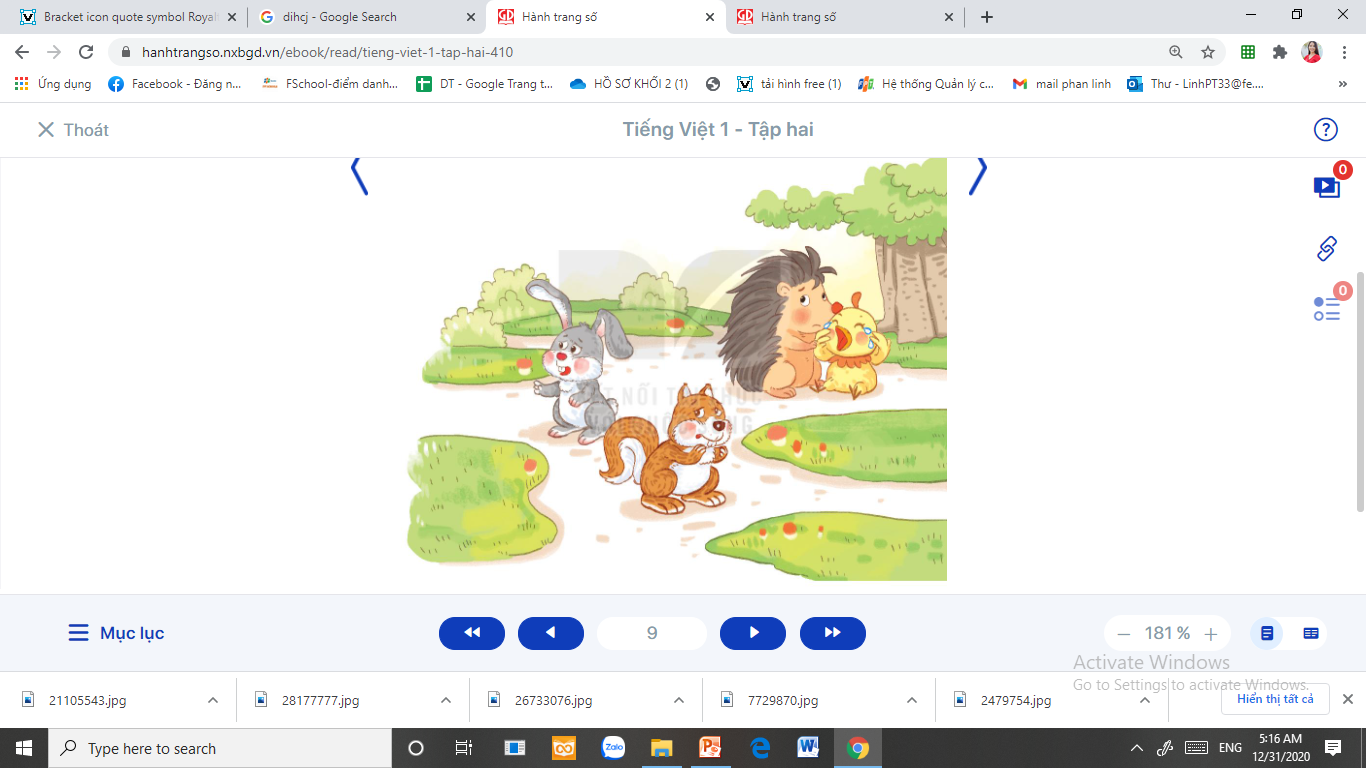 Bracket icon quote symbol Royal
dihcj - Google Search
Hành trang số
Hành trang số
hanhtrangso.nxbgd.vn/ebook/read/tieng-viet-1-tap-hai-410
Ứng dụng
Facebook - Đăng n...
FSchool-điểm danh...
DT - Google Trang t...
HỒ SƠ KHỐI 2 (1)
tải hình free (1)
Hệ thống Quản lý c...
mail phan linh
Thư - LinhPT33@fe....
Thoát
Tiếng Việt 1 - Tập hai
0
0
Mục lục
9
181 %
Activate Windows
Go to Settings to activate Windows.
21105543.jpg
28177777.jpg
26733076.jpg
7729870.jpg
2479754.jpg
Hiển thị tất cả
Type here to search
Zalo
ENG
5:16 AM
12/31/2020